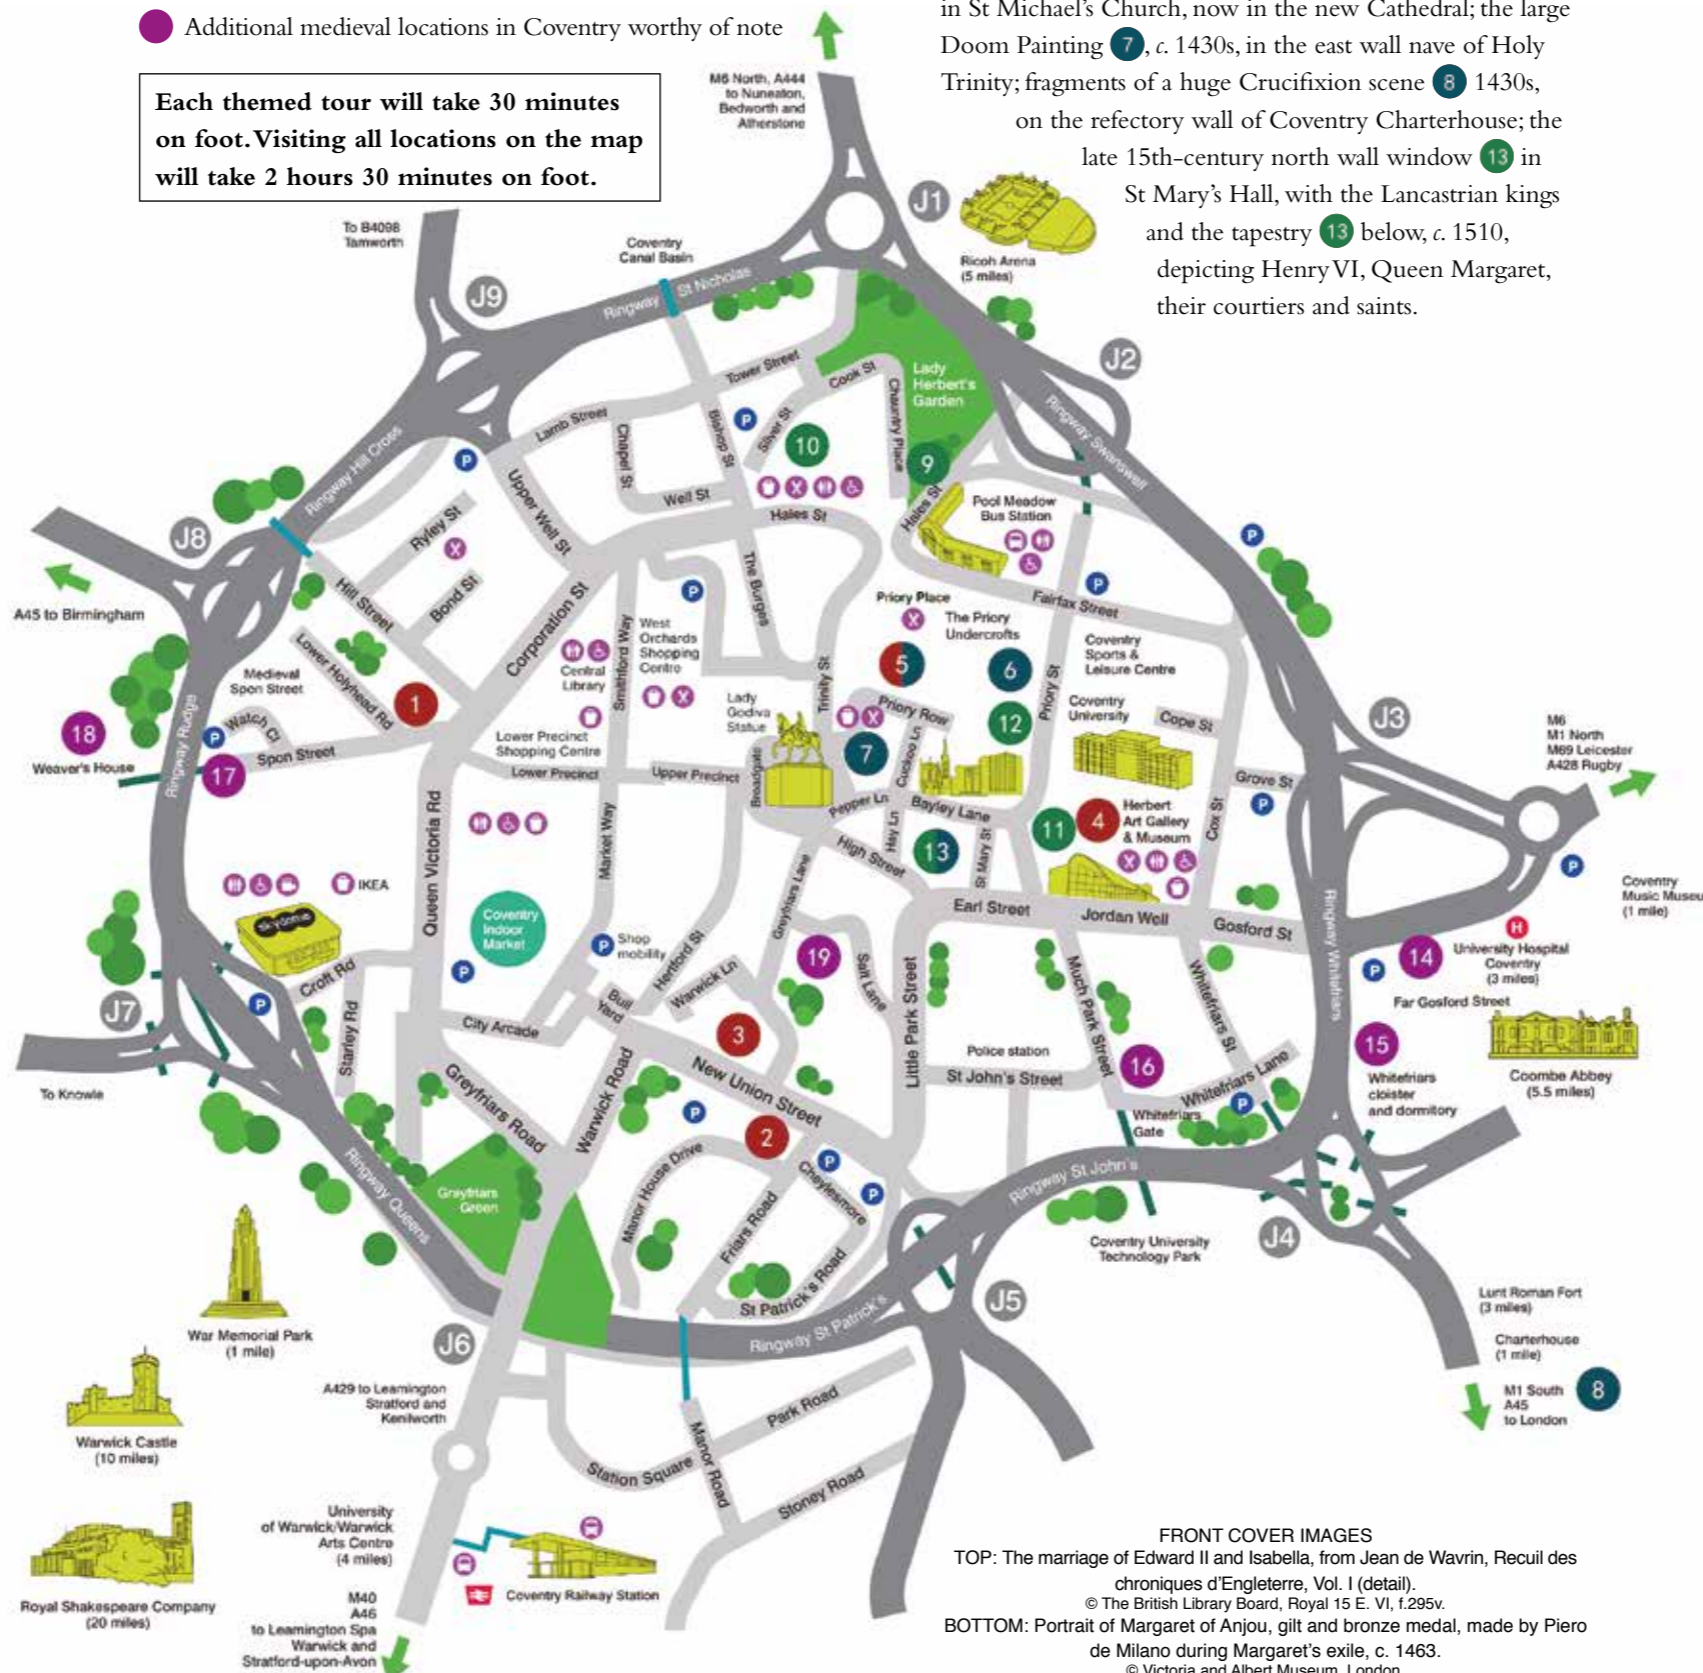 Additional medieval locations in Coventry worthy of note
Each themed tour will take 30 minutes
on foot. Visiting all locations on the map
will take 2 hours 30 minutes on foot.
in St Michael's Church, now in the new Cathedral; the large
Doom Painting 7, c. 1430s, in the east wall nave of Holy
Trinity; fragments of a huge Crucifixion scene 8 1430s,
on the refectory wall of Coventry Charterhouse; the
late 15th-century north wall window 13 in
St Mary's Hall, with the Lancastrian kings
and the tapestry 13 below, c. 1510,
depicting Henry VI, Queen Margaret,
their courtiers and saints.
M6 North, A444
to Nuneaton,
Bedworth and
Atherstone
J1
Ricoh Arena
(5 miles)
To B4098
Tamworth
Coventry
Canal Basin
J9
Ringway St Nicholas
J2
Lady
Herbert's
Garden
Tower Street
Cook St
Chauntry Place
Ringway Swanswell
Lamb Street
Bishop St
P
Silver St
10
Chapel St
9
Ringway Hill Cross
P
Upper Well St
Well St
Hales St
Hales St
Pool Meadow
Bus Station
J8
Ryley St
Hill Street
Bond St
The Burges
P
P
P
Fairfax Street
A45 to Birmingham
Lower Holyhead Rd
Corporation St
Smithford Way
West
Orchards
Shopping
Centre
Priory Place
The Priory
Undercrofts
5
6
Coventry
Sports &
Leisure Centre
Central
Library
Medieval
Spon Street
1
Trinity St
Priory St
Lady
Godiva
Statue
Priory Row
12
Coventry
University
Cope St
J3
M6
M1 North
M69 Leicester
A428 Rugby
18
Weaver's House
P
Watch Cl
Spon Street
17
Ringway Rudge
Lower Precinct
Shopping Centre
Lower Precinct
Upper Precinct
Broadgate
7
Cuckoo Ln
Grove St
P
Pepper Ln
Bayley Lane
Hay Ln
13
St Mary St
11
4
Herbert
Art Gallery
& Museum
Cox St
Queen Victoria Rd
Market Way
High Street
Greyfriars Lane
P
Coventry
Music Museu
(1 mile)
IKEA
skydome
Coventry
Indoor
Market
Earl Street
Jordan Well
Gosford St
Ringway Whitefriars
H
University Hospital
Coventry
(3 miles)
14
P
P
Shop
mobility
Hertford St
19
Salt Lane
Little Park Street
Much Park Street
Whitefriars St
Far Gosford Street
P
Croft Rd
P
J7
Starley Rd
Bull
Yard
Warwick Ln
City Arcade
3
15
Whitefriars
cloister
and dormitory
Coombe Abbey
(5.5 miles)
To Knowle
Greyfriars Road
Warwick Road
New Union Street
Police station
St John's Street
16
Whitefriars Lane
Whitefriars
Gate
P
P
2
Manor House Drive
P
Cheylesmore
P
Friars Road
St Patrick's Road
Ringway Queens
Greyfriars
Green
Ringway St John's
Coventry University
Technology Park
J4
J5
Ringway St Patrick's
Lunt Roman Fort
(3 miles)
Charterhouse
(1 mile)
M1 South
A45
to London
8
War Memorial Park
(1 mile)
J6
A429 to Leamington
Stratford and
Kenilworth
Warwick Castle
(10 miles)
Park Road
Station Square
Manor Road
Stoney Road
University
of Warwick/Warwick
Arts Centre
(4 miles)
Coventry Railway Station
Royal Shakespeare Company
(20 miles)
M40
A46
to Leamington Spa
Warwick and
Stratford-upon-Avon
FRONT COVER IMAGES
TOP: The marriage of Edward II and Isabella, from Jean de Wavrin, Recuil des
chroniques d'Engleterre, Vol. I (detail).
© The British Library Board, Royal 15 E. VI, f.295v.
BOTTOM: Portrait of Margaret of Anjou, gilt and bronze medal, made by Piero
de Milano during Margaret's exile, c. 1463.
© Victoria and Albert Museum, London